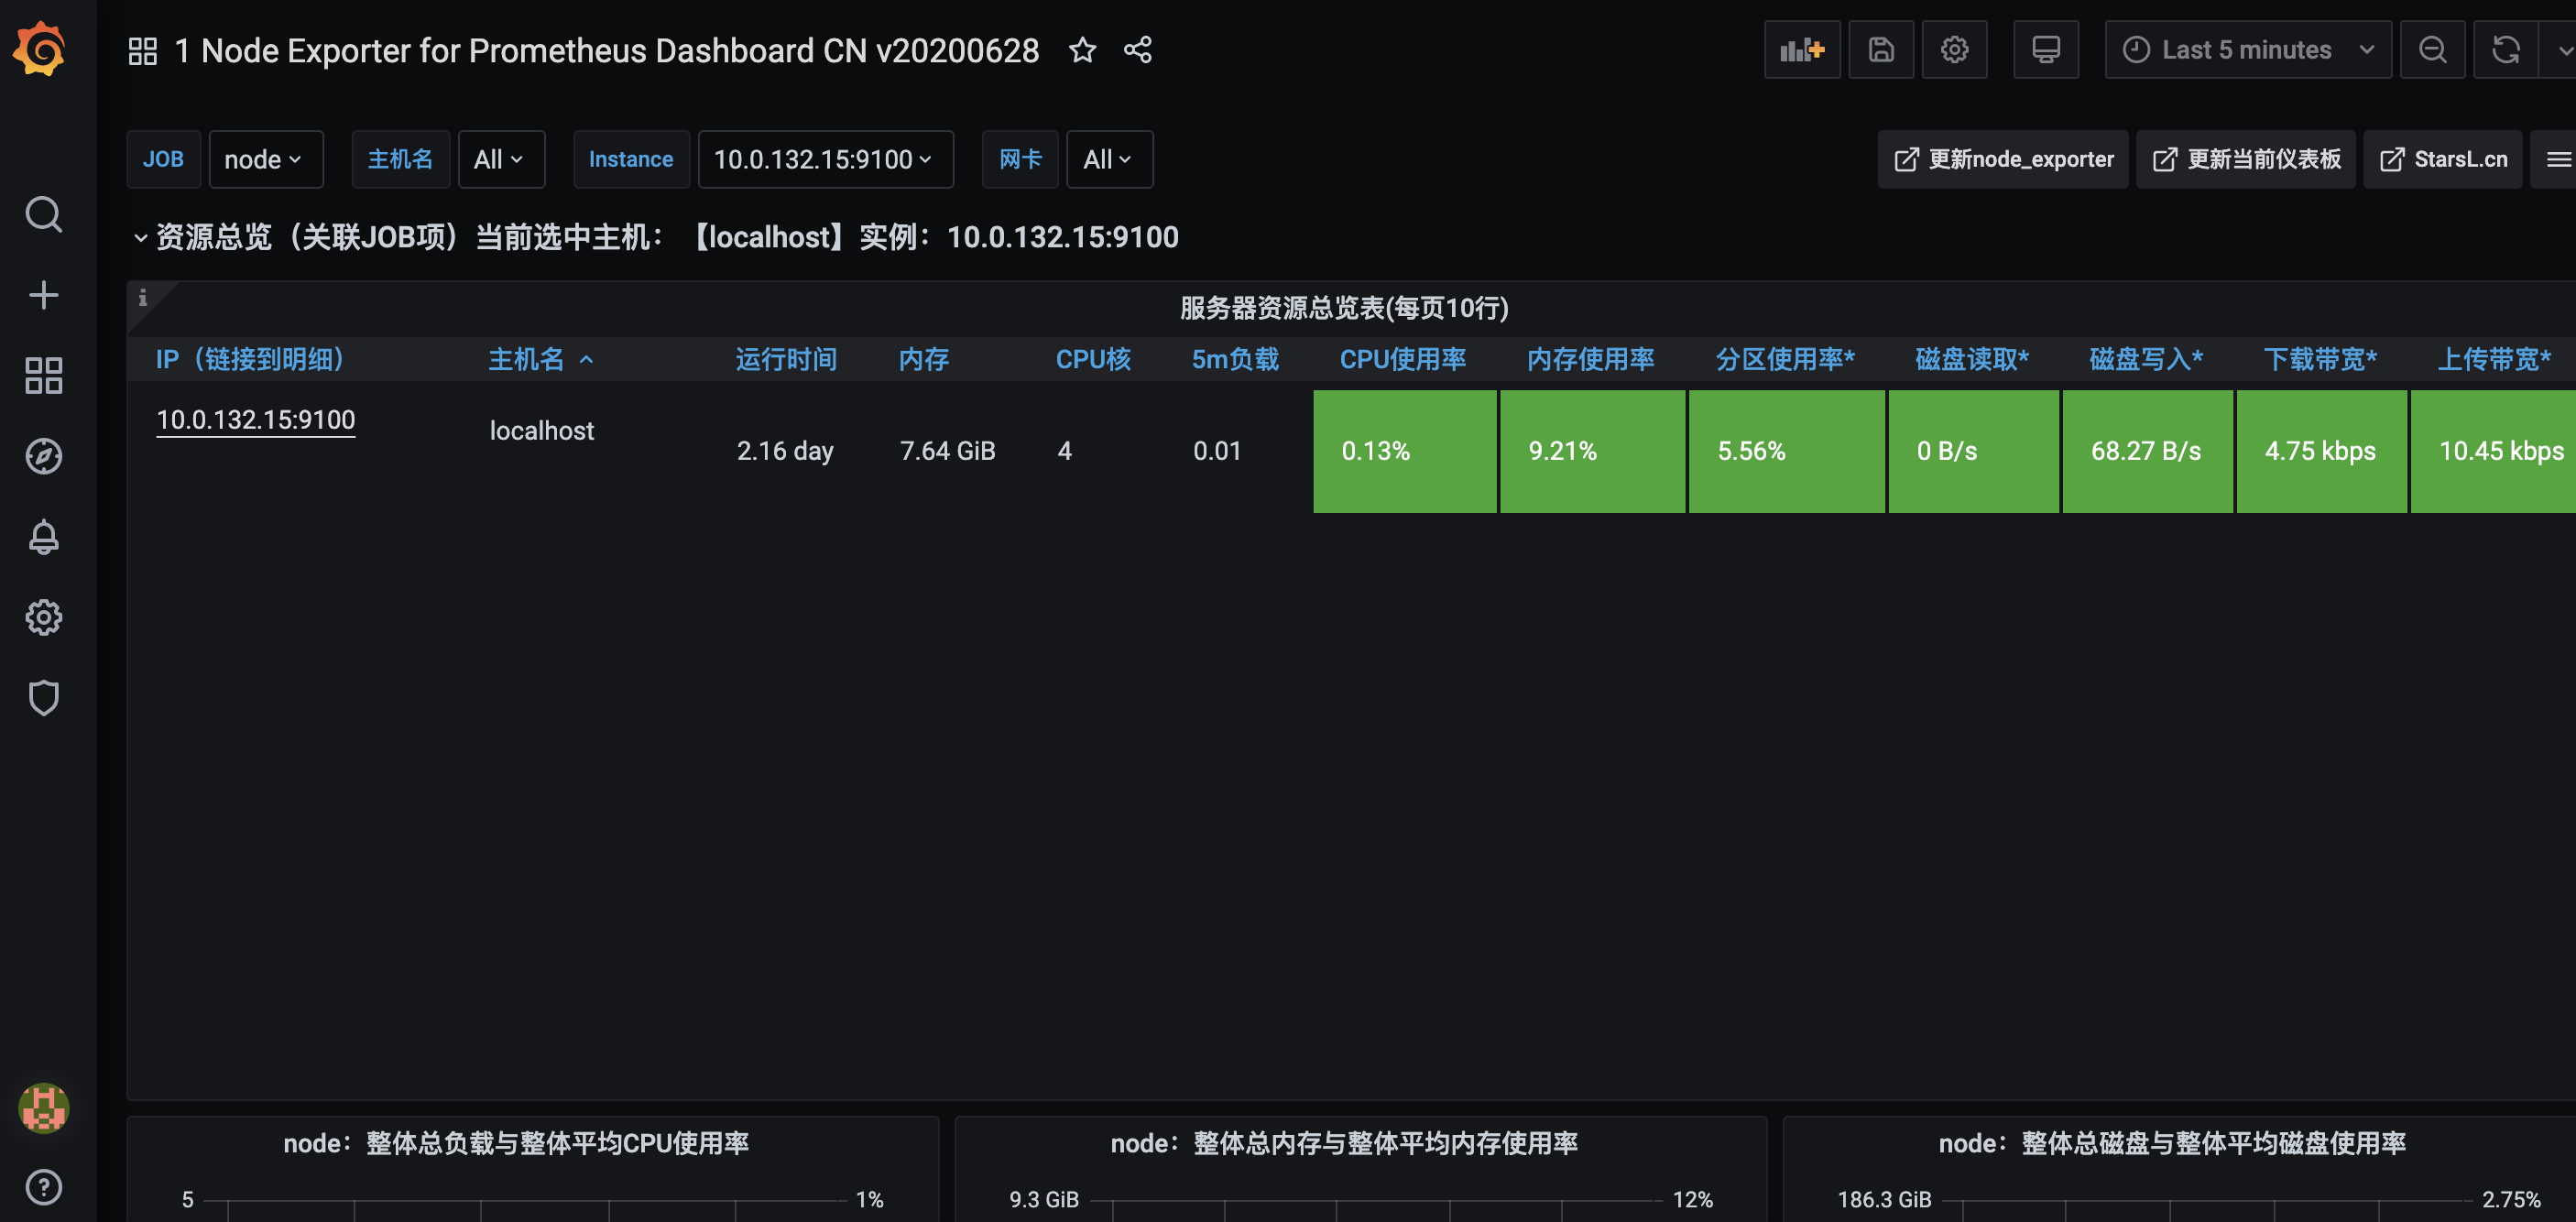 1 Node Exporter for Prometheus Dashboard CN v20200628
Last 5 minutes
JOB node 主机名 All Instance 10.0.132.15:9100 网卡 All
更新node_exporter 更新当前仪表板 StarsL.cn
资源总览（关联JOB项）当前选中主机：【localhost】实例：10.0.132.15:9100
服务器资源总览表(每页10行)
IP（链接到明细） 主机名 运行时间 内存 CPU核 5m负载 CPU使用率 内存使用率 分区使用率* 磁盘读取* 磁盘写入* 下载带宽* 上传带宽*
10.0.132.15:9100 localhost 2.16 day 7.64 GiB 4 0.01 0.13% 9.21% 5.56% 0 B/s 68.27 B/s 4.75 kbps 10.45 kbps
node：整体总负载与整体平均CPU使用率
5 1%
node：整体总内存与整体平均内存使用率
9.3 GiB 12%
node：整体总磁盘与整体平均磁盘使用率
186.3 GiB 2.75%